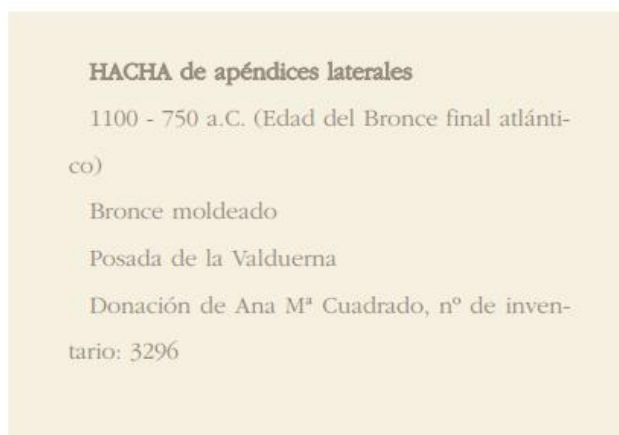 HACHA de apéndices laterales
1100 - 750 a.C. (Edad del Bronce final atlánti-
co)
Bronce moldeado
Posada de la Valduerna
Donación de Ana Mª Cuadrado, nº de inven-
tario: 3296